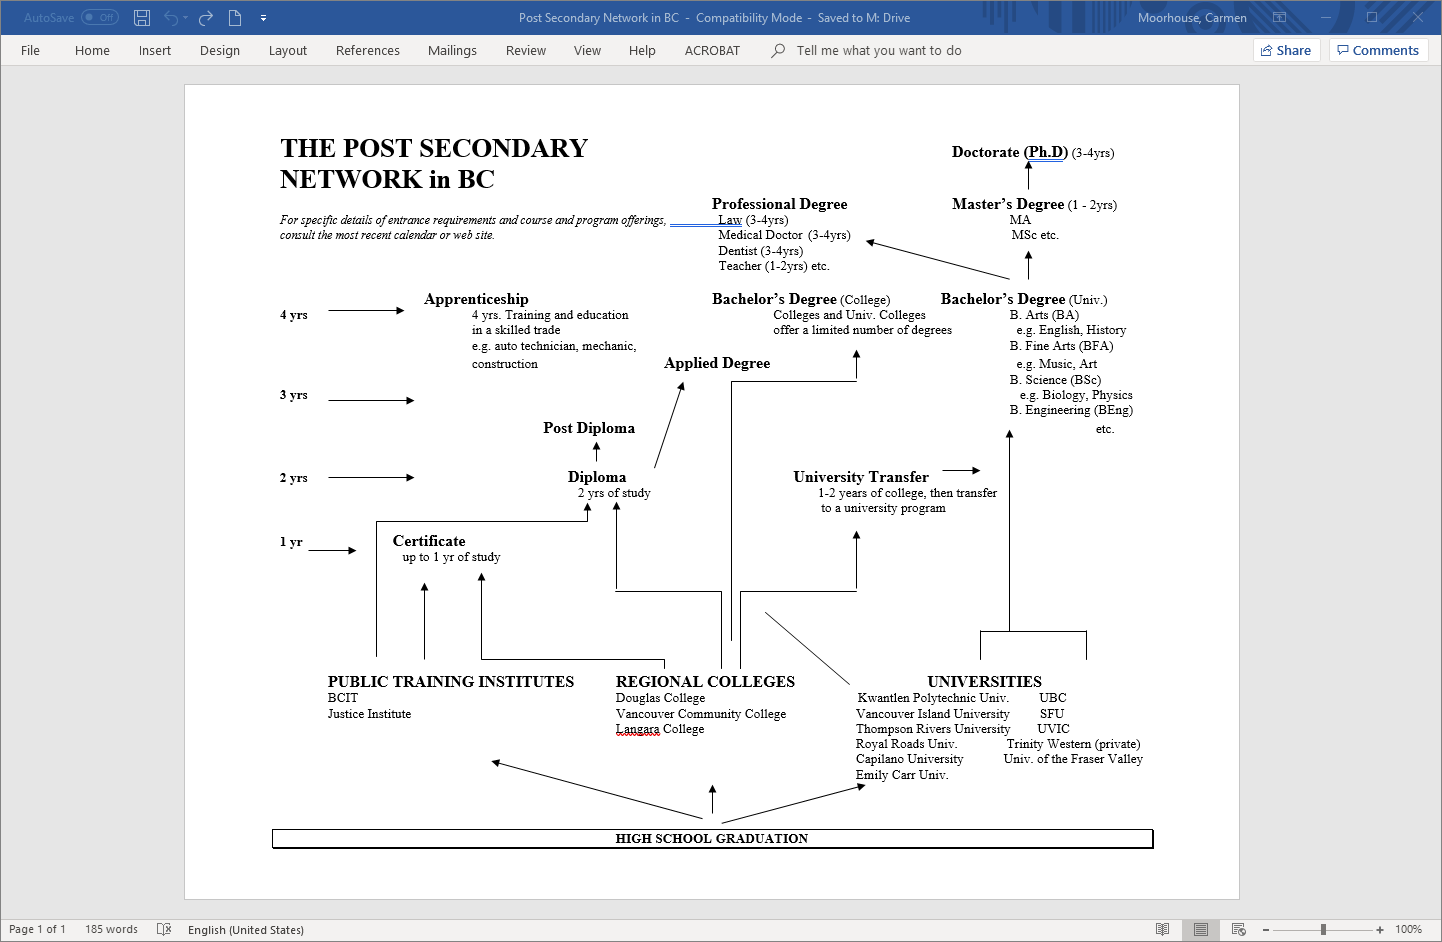 AutoSave Off
Post Secondary Network in BC - Compatibility Mode - Saved to M: Drive
Moorhouse, Carmen
File Home Insert Design Layout References Mailings Review View Help ACROBAT Tell me what you want to do Share Comments
THE POST SECONDARY
NETWORK in BC
For specific details of entrance requirements and course and program offerings,
consult the most recent calendar or web site.
Doctorate (Ph.D) (3-4yrs)
Professional Degree
Law (3-4yrs)
Medical Doctor (3-4yrs)
Dentist (3-4yrs)
Teacher (1-2yrs) etc.
Master's Degree (1 - 2yrs)
MA
MSc etc.
4 yrs
Apprenticeship
4 yrs. Training and education
in a skilled trade
e.g. auto technician, mechanic,
construction
Bachelor's Degree (College)
Colleges and Univ. Colleges
offer a limited number of degrees
Bachelor's Degree (Univ.)
B. Arts (BA)
e.g. English, History
B. Fine Arts (BFA)
e.g. Music, Art
B. Science (BSc)
e.g. Biology, Physics
B. Engineering (BEng)
etc.
Applied Degree
3 yrs
Post Diploma
2 yrs
Diploma
2 yrs of study
University Transfer
1-2 years of college, then transfer
to a university program
1 yr
Certificate
up to 1 yr of study
PUBLIC TRAINING INSTITUTES
BCIT
Justice Institute
REGIONAL COLLEGES
Douglas College
Vancouver Community College
Langara College
UNIVERSITIES
Kwantlen Polytechnic Univ. UBC
Vancouver Island University SFU
Thompson Rivers University UVIC
Royal Roads Univ. Trinity Western (private)
Capilano University Univ. of the Fraser Valley
Emily Carr Univ.
HIGH SCHOOL GRADUATION
Page 1 of 1 185 words English (United States) 100%